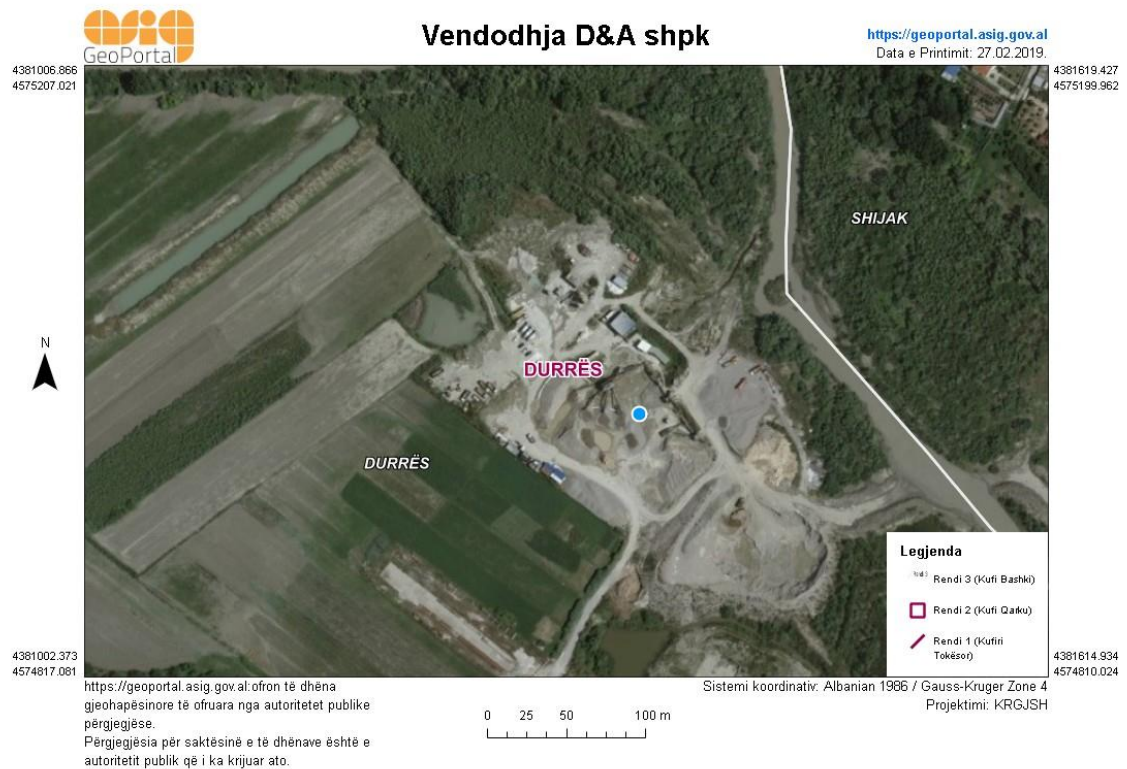 asig
GeoPortal
Vendodhja D&A shpk
https://geoportal.asig.gov.al
Data e Printimit: 27.02.2019.
4381006.866
4575207.021
4381619.427
4575199.962
SHIJAK
N
DURRËS
DURRËS
Legjenda
Rendi 3 (Kufi Bashki)
Rendi 2 (Kufi Qarku)
Rendi 1 (Kufiri
Tokësor)
4381002.373
4574817.081
4381614.934
4574810.024
https://geoportal.asig.gov.al:ofron të dhëna
gjeohapësinore të ofruara nga autoritetet publike
përgjegjëse.
Përgjegjësia për saktësinë e të dhënave është e
autoritetit publik që i ka krijuar ato.
Sistemi koordinativ: Albanian 1986 / Gauss-Kruger Zone 4
Projektimi: KRGJSH
0 25 50 100 m